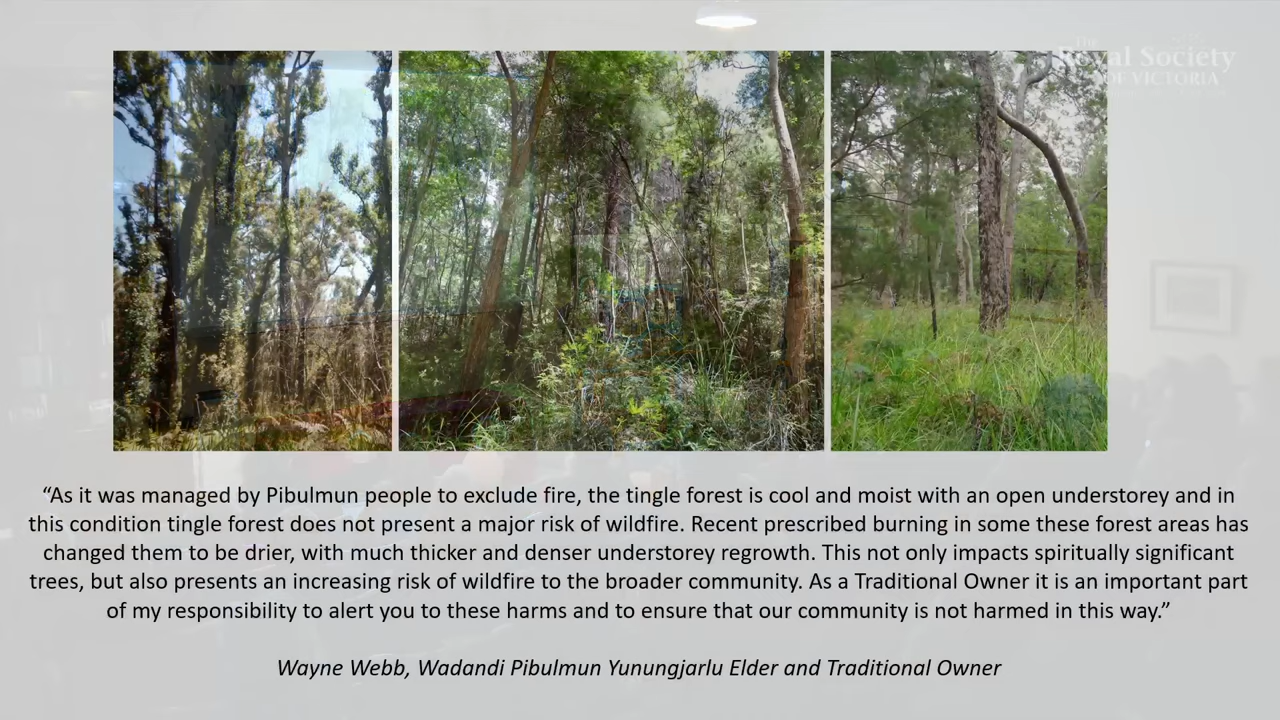 THE
Royal Society
OF VICTORIA
“As it was managed by Pibulmun people to exclude fire, the tingle forest is cool and moist with an open understorey and in
this condition tingle forest does not present a major risk of wildfire. Recent prescribed burning in some these forest areas has
changed them to be drier, with much thicker and denser understorey regrowth. This not only impacts spiritually significant
trees, but also presents an increasing risk of wildfire to the broader community. As a Traditional Owner it is an important part
of my responsibility to alert you to these harms and to ensure that our community is not harmed in this way.”
Wayne Webb, Wadandi Pibulmun Yunungjarlu Elder and Traditional Owner